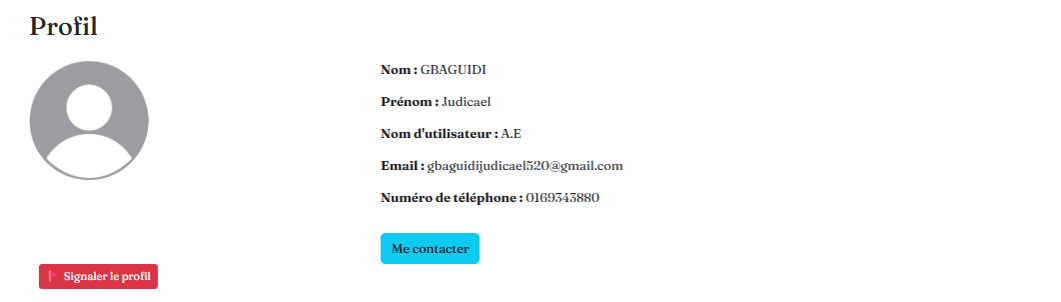 Profil
Nom : GBAGUIDI
Prénom : Judicael
Nom d'utilisateur : A.E
Email : gbaguidijudicael520@gmail.com
Numéro de téléphone : 0169343880
Me contacter
Signaler le profil